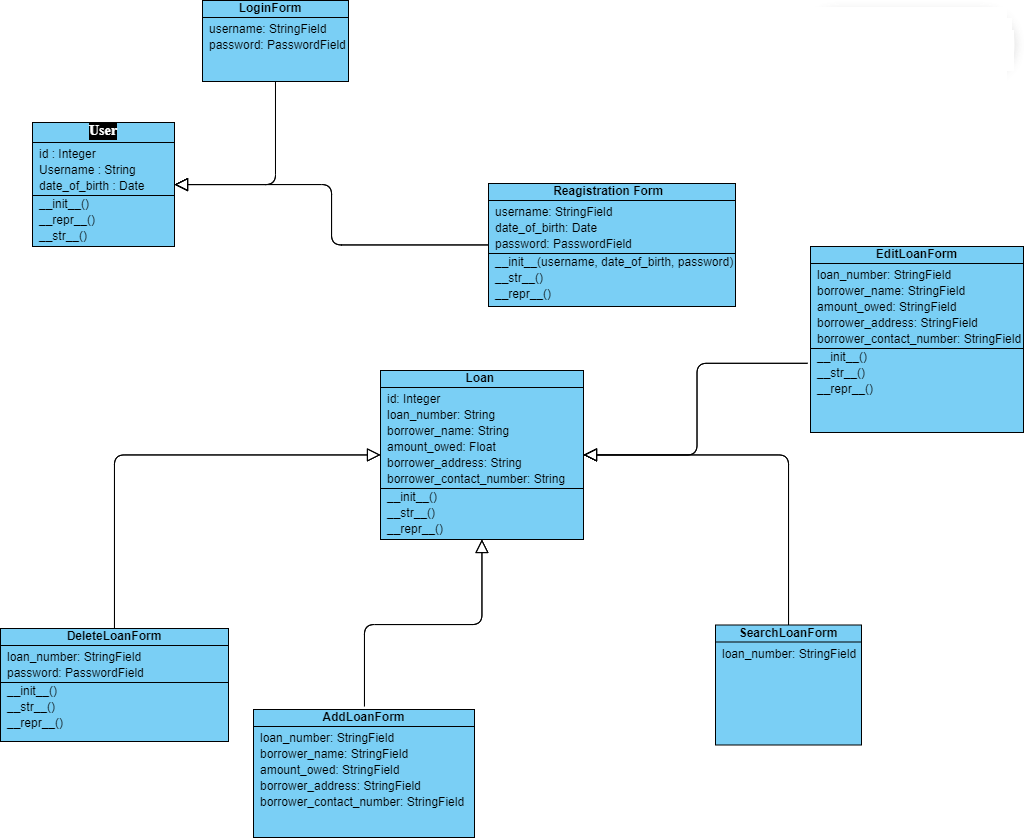 LoginForm
username: StringField
password: PasswordField
User
id : Integer
Username : String
date_of_birth : Date
__init__()
__repr__()
__str__()
Reagistration Form
username: StringField
date_of_birth: Date
password: PasswordField
__init__(username, date_of_birth, password)
__str__()
__repr__()
EditLoanForm
loan_number: StringField
borrower_name: StringField
amount_owed: StringField
borrower_address: StringField
borrower_contact_number: StringField
__init__()
__str__()
__repr__()
Loan
id: Integer
loan_number: String
borrower_name: String
amount_owed: Float
borrower_address: String
borrower_contact_number: String
__init__()
__str__()
__repr__()
DeleteLoanForm
loan_number: StringField
password: PasswordField
__init__()
__str__()
__repr__()
AddLoanForm
loan_number: StringField
borrower_name: StringField
amount_owed: StringField
borrower_address: StringField
borrower_contact_number: StringField
SearchLoanForm
loan_number: StringField